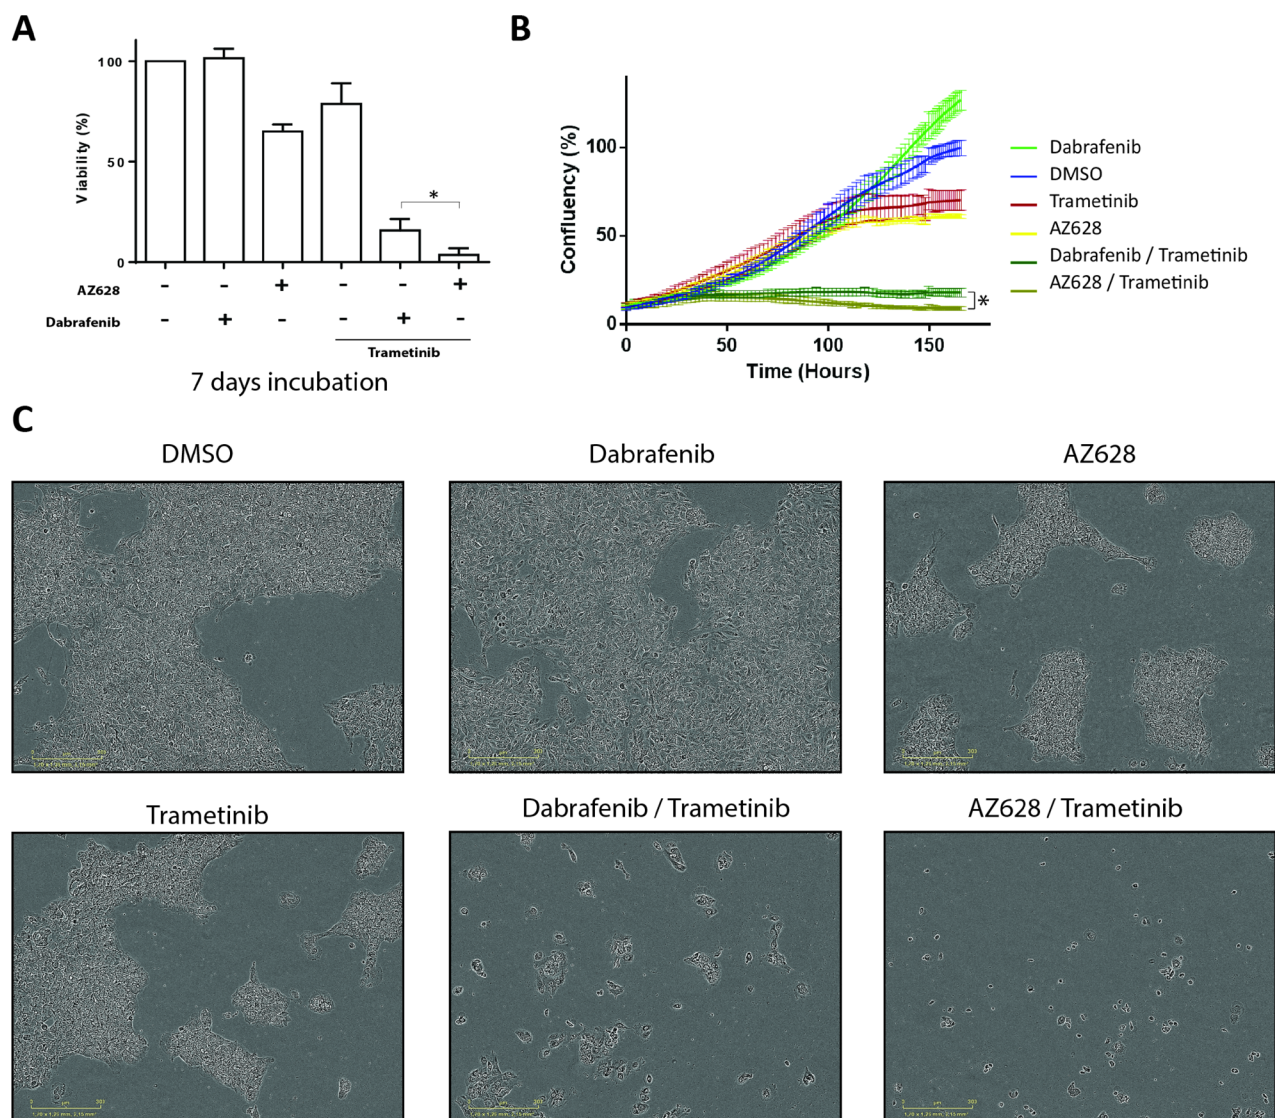 A
B
Viability (%)
100
50
0
AZ628 - - + - - +
Dabrafenib - + - - + -
Trametinib
*
7 days incubation
Confluency (%)
100
50
0
0 50 100 150
Time (Hours)
*
Dabrafenib
DMSO
Trametinib
AZ628
Dabrafenib / Trametinib
AZ628 / Trametinib
C
DMSO
Dabrafenib
AZ628
Trametinib
Dabrafenib / Trametinib
AZ628 / Trametinib